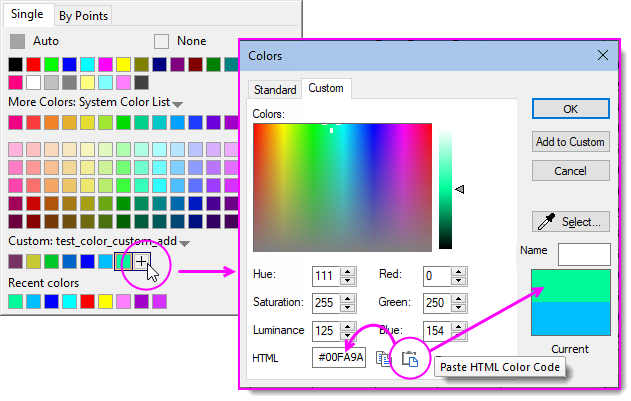 Single By Points
Auto None
More Colors: System Color List
Custom: test_color_custom_add
Recent colors
Colors
Standard Custom
Colors:
OK
Add to Custom
Cancel
Select...
Name
Hue: 111 Red: 0
Saturation: 255 Green: 250
Luminance 125 Blue: 154
HTML #00FA9A
Current
Paste HTML Color Code